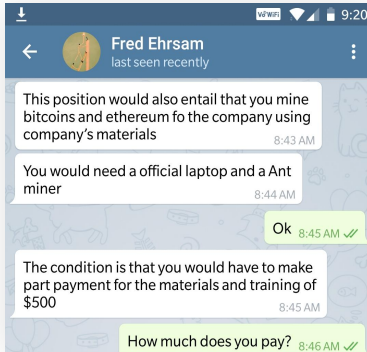 VoWiFi 9:20
Fred Ehrsam
last seen recently
This position would also entail that you mine
bitcoins and ethereum fo the company using
company's materials
8:43 AM
You would need a official laptop and a Ant
miner
8:44 AM
Ok 8:45 AM
The condition is that you would have to make
part payment for the materials and training of
$500
8:45 AM
How much does you pay? 8:46 AM